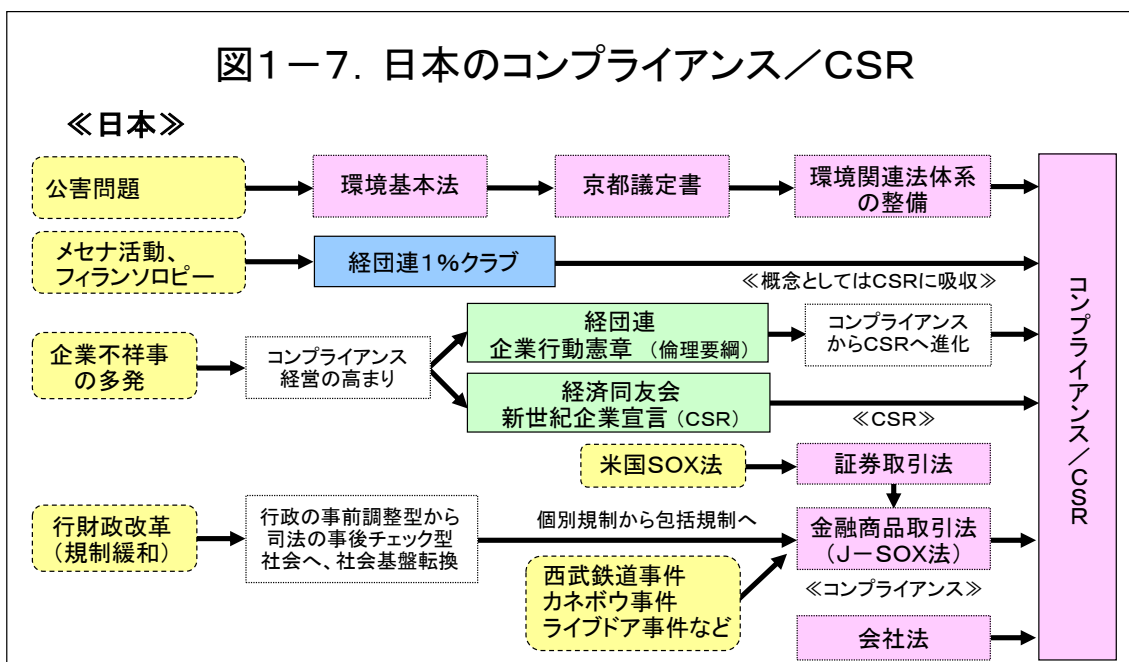 図1-7. 日本のコンプライアンス/CSR
≪日本≫
公害問題
環境基本法
京都議定書
環境関連法体系
の整備
メセナ活動、
フィランソロピー
経団連1%クラブ
≪概念としてはCSRに吸収≫
企業不祥事
の多発
コンプライアンス
経営の高まり
経団連
企業行動憲章(倫理要綱)
コンプライアンス
からCSRへ進化
経済同友会
新世紀企業宣言(CSR)
≪CSR≫
米国SOX法
証券取引法
行財政改革
(規制緩和)
行政の事前調整型から
司法の事後チェック型
社会へ、社会基盤転換
個別規制から包括規制へ
金融商品取引法
(J-SOX法)
西武鉄道事件
カネボウ事件
ライブドア事件など
≪コンプライアンス≫
会社法
コンプライアンス/CSR